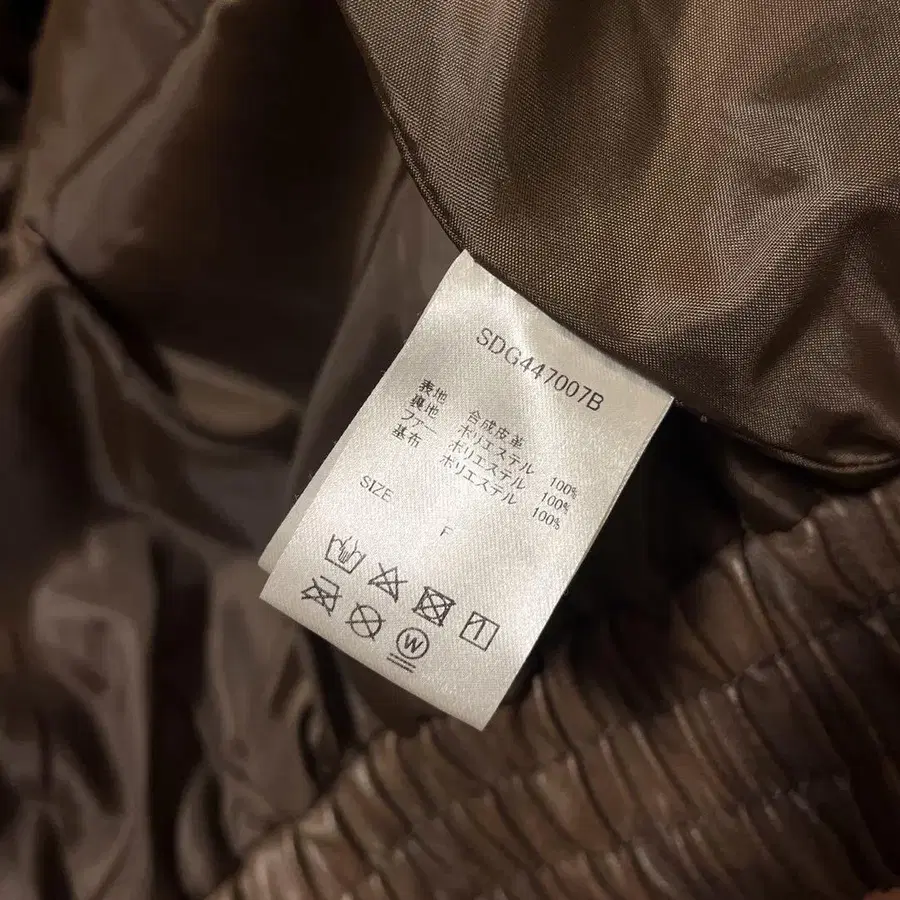 SDG447007B
表地 合成皮革
裏地 ポリエステル 100%
ファー ポリエステル 100%
基布 ポリエステル 100%
SIZE F
W